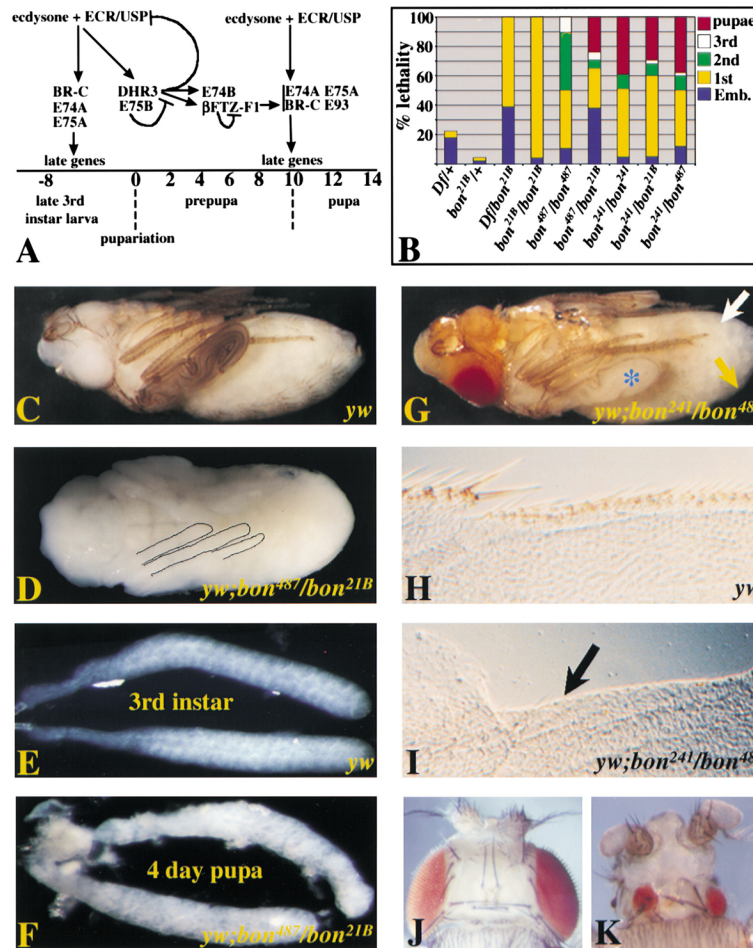 ecdysone + ECR/USP
ecdysone + ECR/USP
BR-C
E74A
E75A
DHR3
E75B
E74B
βFTZ-F1
E74A E75A
BR-C E93
late genes
late genes
-8 0 2 4 6 8 10 12 14
late 3rd
instar larva
prepupa
pupa
pupariation
A
% lethality
100
80
60
40
20
pupae
3rd
2nd
1st
Emb.
Df/+
bon21B/+
Df/bon21B
bon21B/bon21B
bon487/bon487
bon487/bon21B
bon241/bon241
bon241/bon21B
bon241/bon487
B
C
yw
G
*
yw;bon241/bon48
D
yw;bon487/bon21B
H
yw
3rd instar
E
yw
I
yw;bon241/bon48
4 day pupa
F
yw;bon487/bon21B
J
K